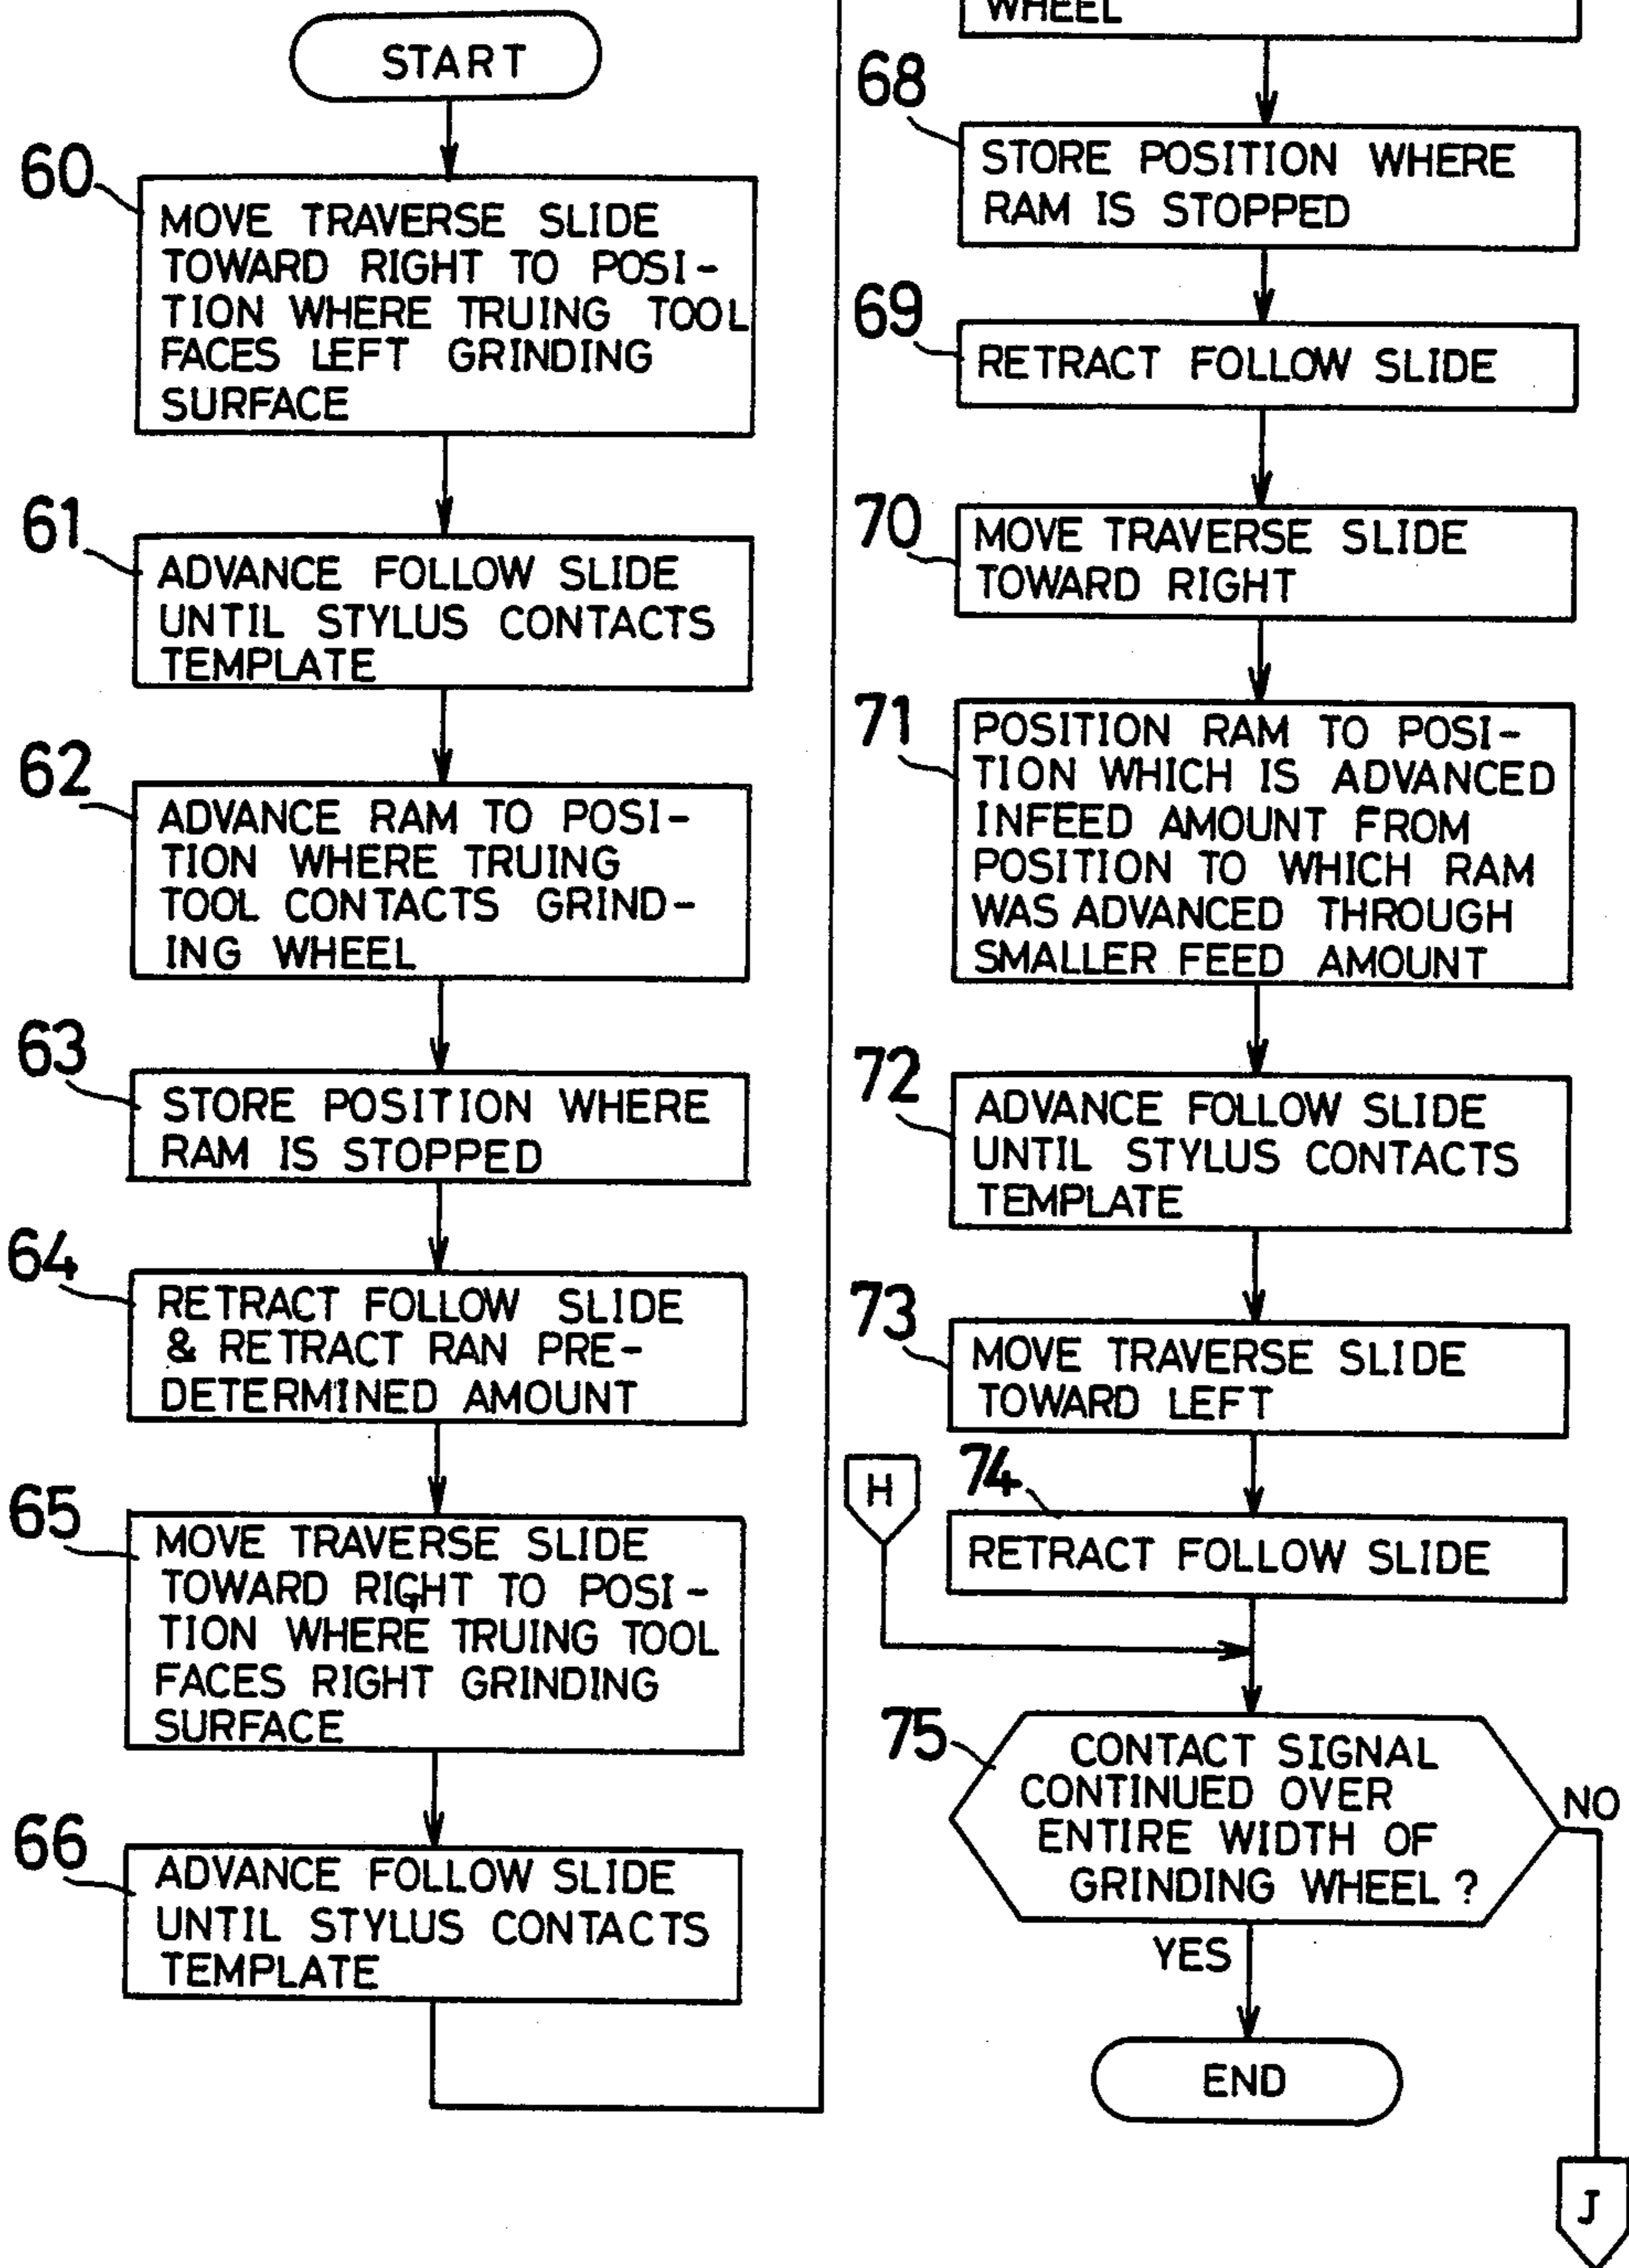 START
60
MOVE TRAVERSE SLIDE
TOWARD RIGHT TO POSI-
TION WHERE TRUING TOOL
FACES LEFT GRINDING
SURFACE
61
ADVANCE FOLLOW SLIDE
UNTIL STYLUS CONTACTS
TEMPLATE
62
ADVANCE RAM TO POSI-
TION WHERE TRUING
TOOL CONTACTS GRIND-
ING WHEEL
63
STORE POSITION WHERE
RAM IS STOPPED
64
RETRACT FOLLOW SLIDE
& RETRACT RAN PRE-
DETERMINED AMOUNT
65
MOVE TRAVERSE SLIDE
TOWARD RIGHT TO POSI-
TION WHERE TRUING TOOL
FACES RIGHT GRINDING
SURFACE
66
ADVANCE FOLLOW SLIDE
UNTIL STYLUS CONTACTS
TEMPLATE
WHEEL
68
STORE POSITION WHERE
RAM IS STOPPED
69
RETRACT FOLLOW SLIDE
70
MOVE TRAVERSE SLIDE
TOWARD RIGHT
71
POSITION RAM TO POSI-
TION WHICH IS ADVANCED
INFEED AMOUNT FROM
POSITION TO WHICH RAM
WAS ADVANCED THROUGH
SMALLER FEED AMOUNT
72
ADVANCE FOLLOW SLIDE
UNTIL STYLUS CONTACTS
TEMPLATE
73
MOVE TRAVERSE SLIDE
TOWARD LEFT
H
74
RETRACT FOLLOW SLIDE
75
CONTACT SIGNAL
CONTINUED OVER
ENTIRE WIDTH OF
GRINDING WHEEL ?
NO
YES
END
J